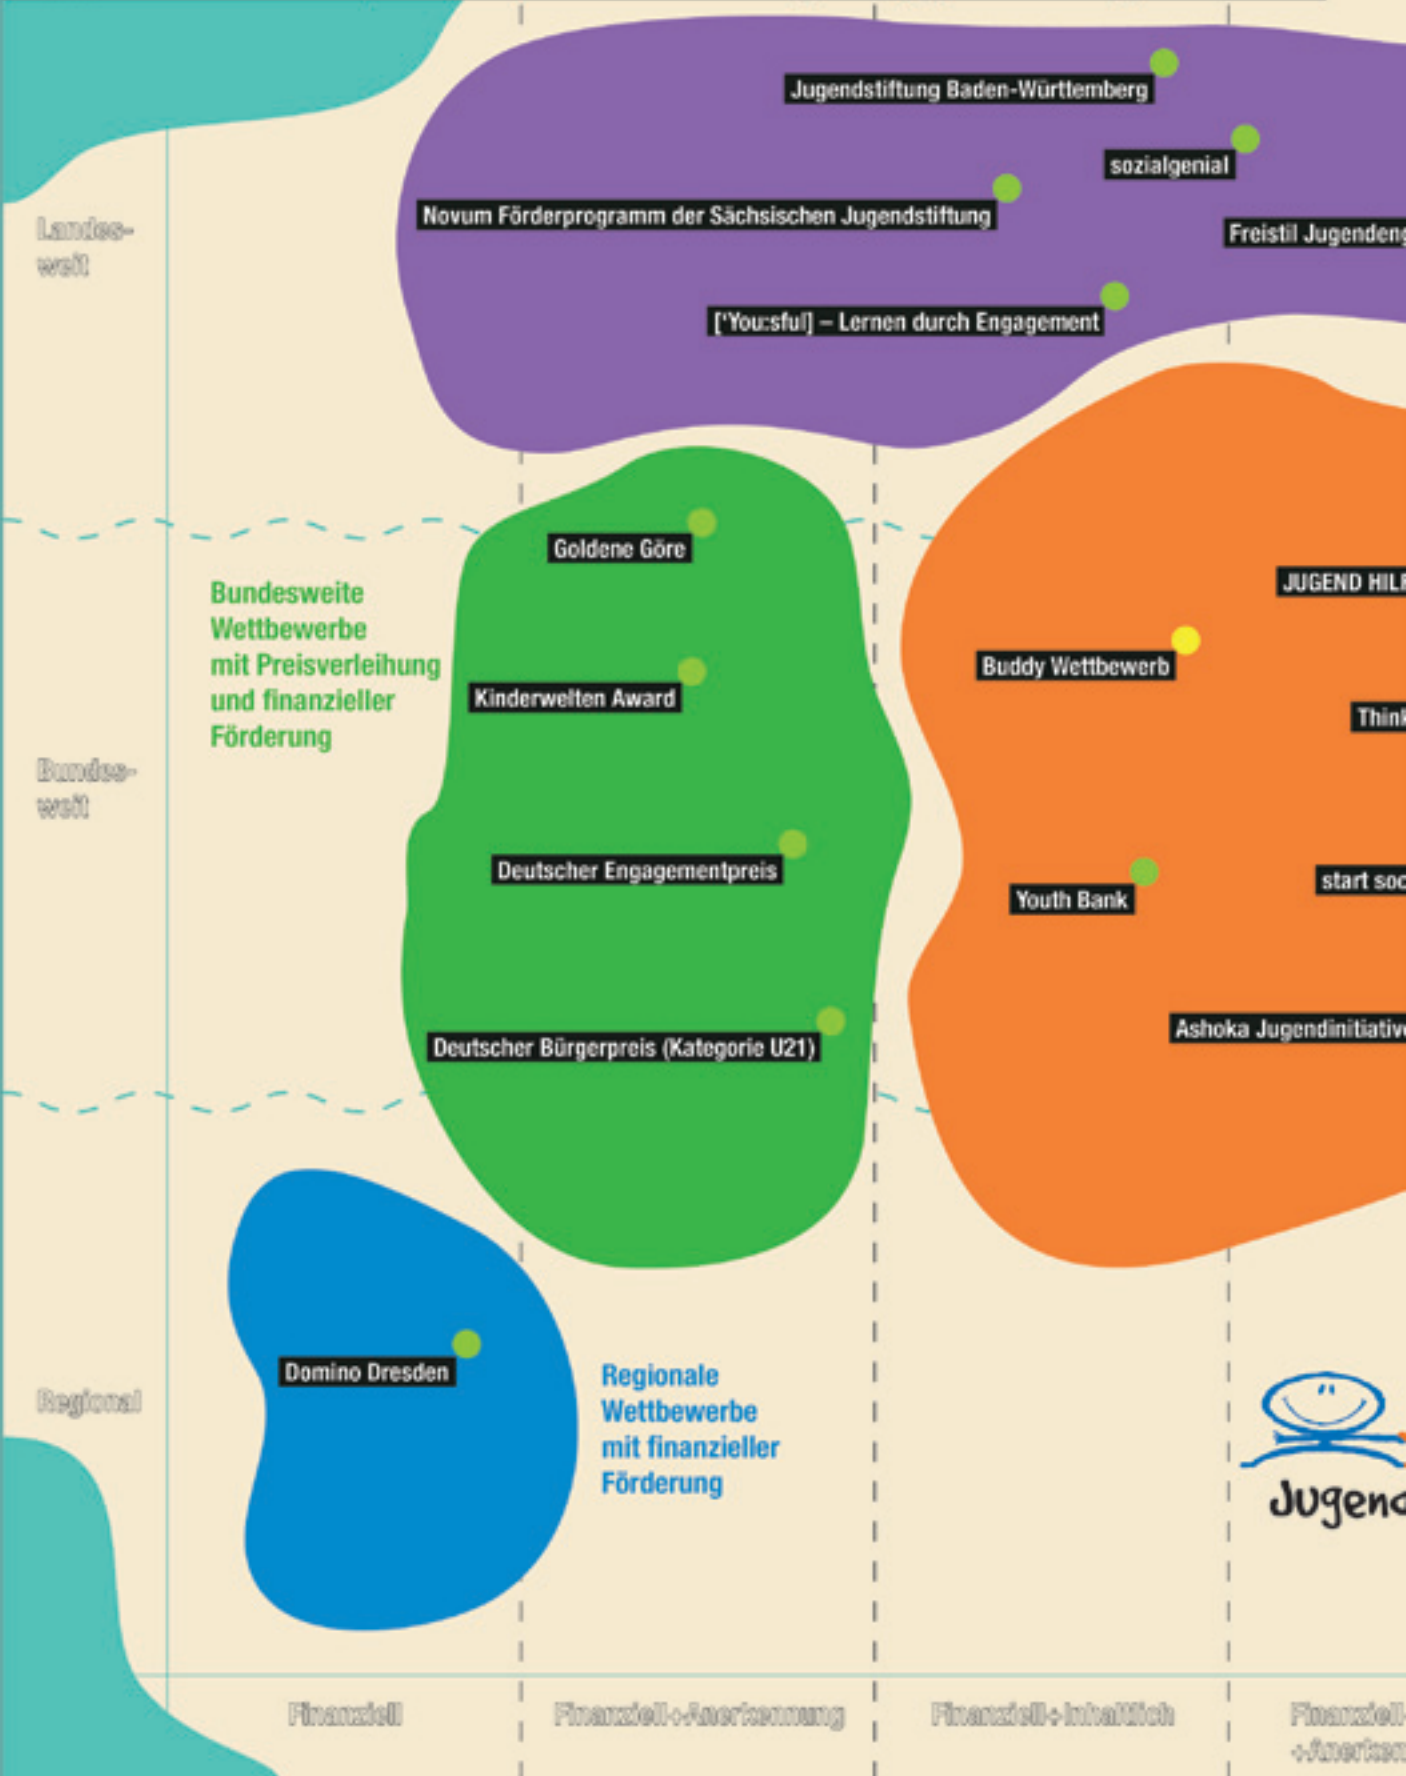 Jugendstiftung Baden-Württemberg
sozialgenial
Novum Förderprogramm der Sächsischen Jugendstiftung
Landes-
weit
Freistil Jugendeng
['You:sful] – Lernen durch Engagement
Goldene Göre
Bundesweite
Wettbewerbe
mit Preisverleihung
und finanzieller
Förderung
JUGEND HILF
Buddy Wettbewerb
Kinderwelten Award
Think
Bundes-
weit
Deutscher Engagementpreis
start soc
Youth Bank
Ashoka Jugendinitiative
Deutscher Bürgerpreis (Kategorie U21)
Domino Dresden
Regionale
Wettbewerbe
mit finanzieller
Förderung
Regional
Jugend
Finanziell
Finanziell+Anerkennung
Finanziell+Inhaltlich
Finanziell
+Anerken